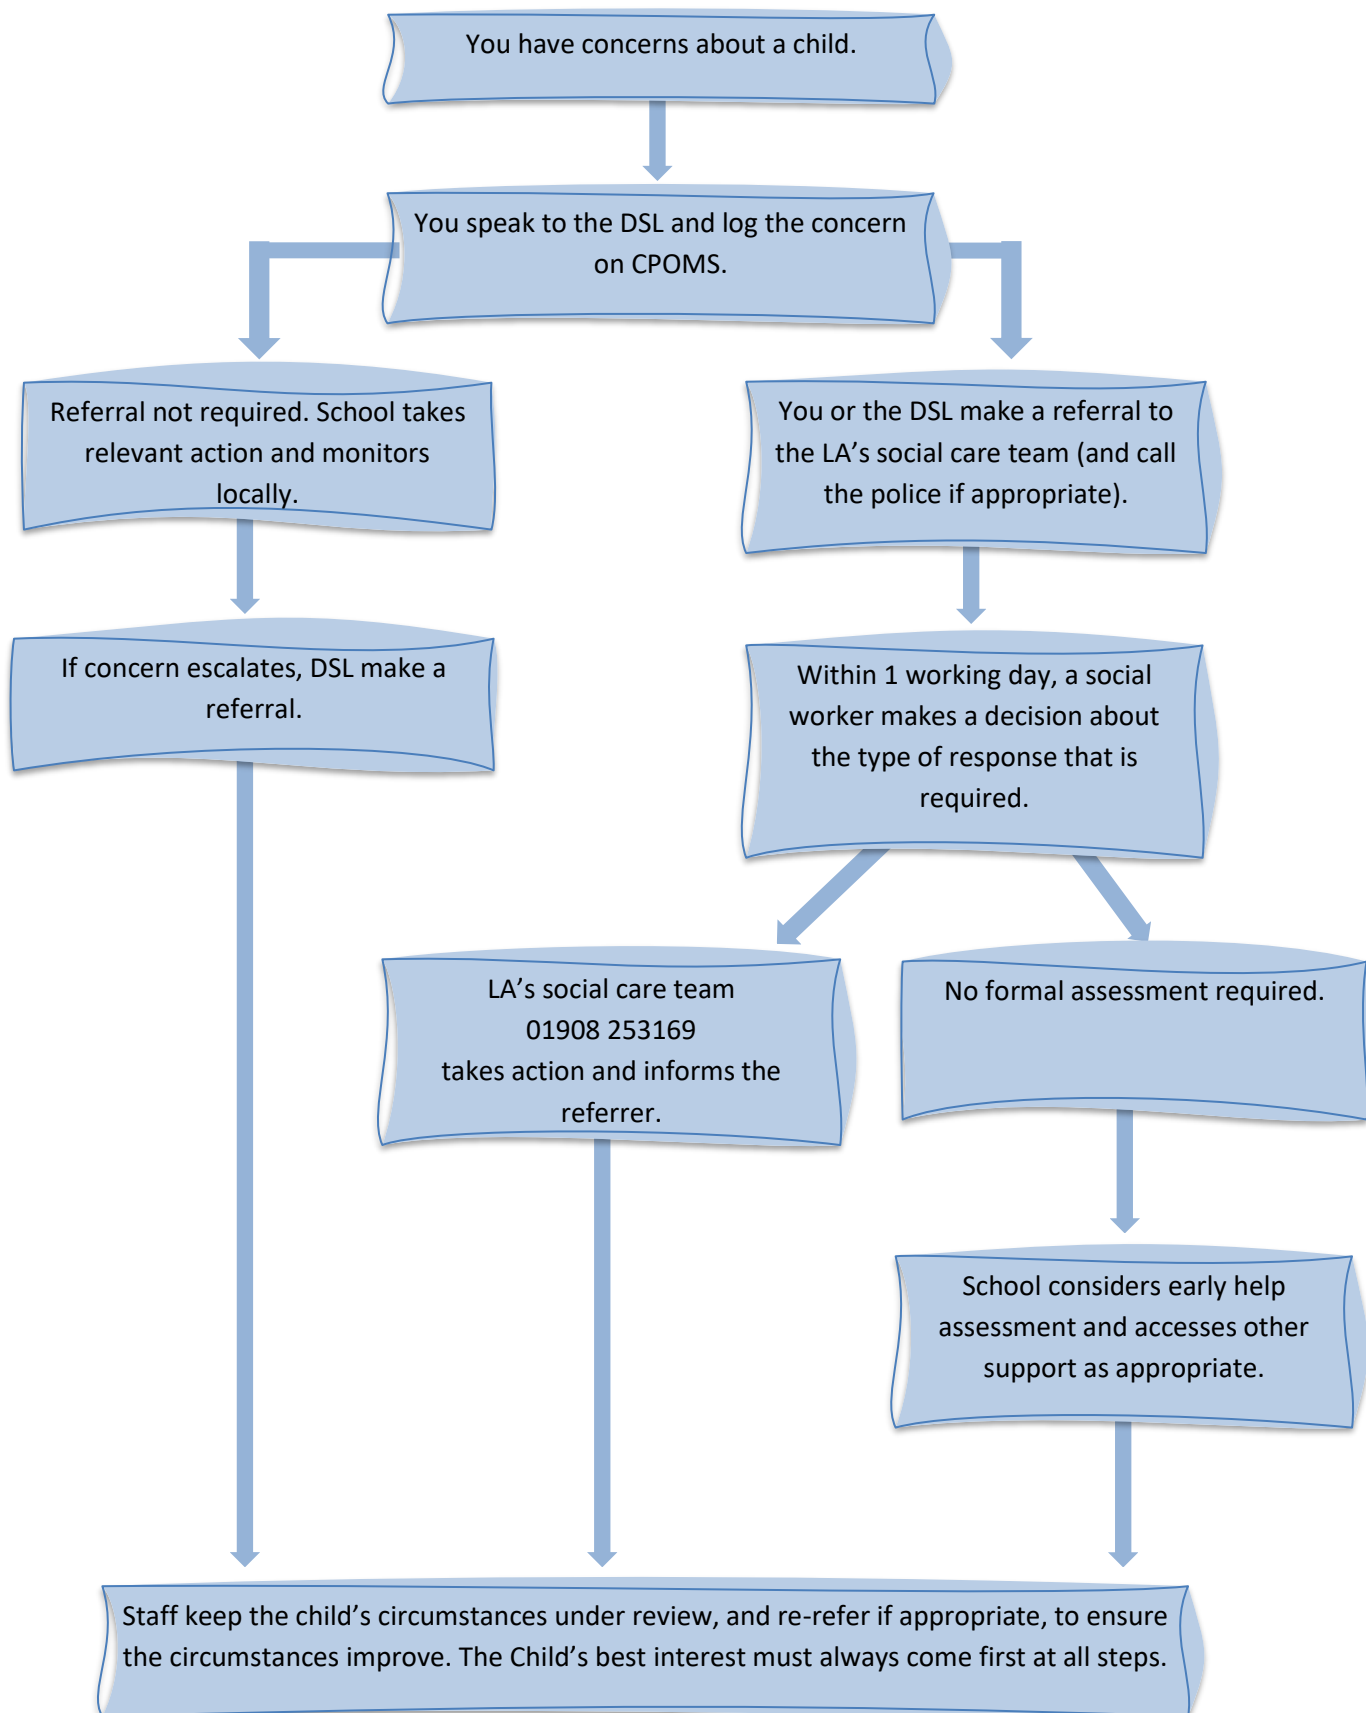 You have concerns about a child.
You speak to the DSL and log the concern
on CPOMS.
Referral not required. School takes
relevant action and monitors
locally.
You or the DSL make a referral to
the LA’s social care team (and call
the police if appropriate).
If concern escalates, DSL make a
referral.
Within 1 working day, a social
worker makes a decision about
the type of response that is
required.
LA’s social care team
01908 253169
takes action and informs the
referrer.
No formal assessment required.
School considers early help
assessment and accesses other
support as appropriate.
Staff keep the child’s circumstances under review, and re-refer if appropriate, to ensure
the circumstances improve. The Child’s best interest must always come first at all steps.